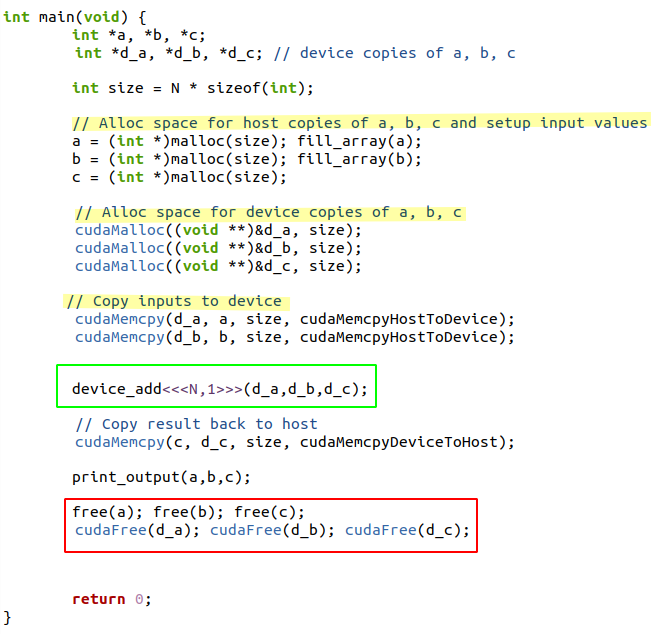 int main(void) {
int *a, *b, *c;
int *d_a, *d_b, *d_c; // device copies of a, b, c
int size = N * sizeof(int);
// Alloc space for host copies of a, b, c and setup input values
a = (int *)malloc(size); fill_array(a);
b = (int *)malloc(size); fill_array(b);
c = (int *)malloc(size);
// Alloc space for device copies of a, b, c
cudaMalloc((void **)&d_a, size);
cudaMalloc((void **)&d_b, size);
cudaMalloc((void **)&d_c, size);
// Copy inputs to device
cudaMemcpy(d_a, a, size, cudaMemcpyHostToDevice);
cudaMemcpy(d_b, b, size, cudaMemcpyHostToDevice);
device_add<<<N,1>>>(d_a,d_b,d_c);
// Copy result back to host
cudaMemcpy(c, d_c, size, cudaMemcpyDeviceToHost);
print_output(a,b,c);
free(a); free(b); free(c);
cudaFree(d_a); cudaFree(d_b); cudaFree(d_c);
return 0;
}